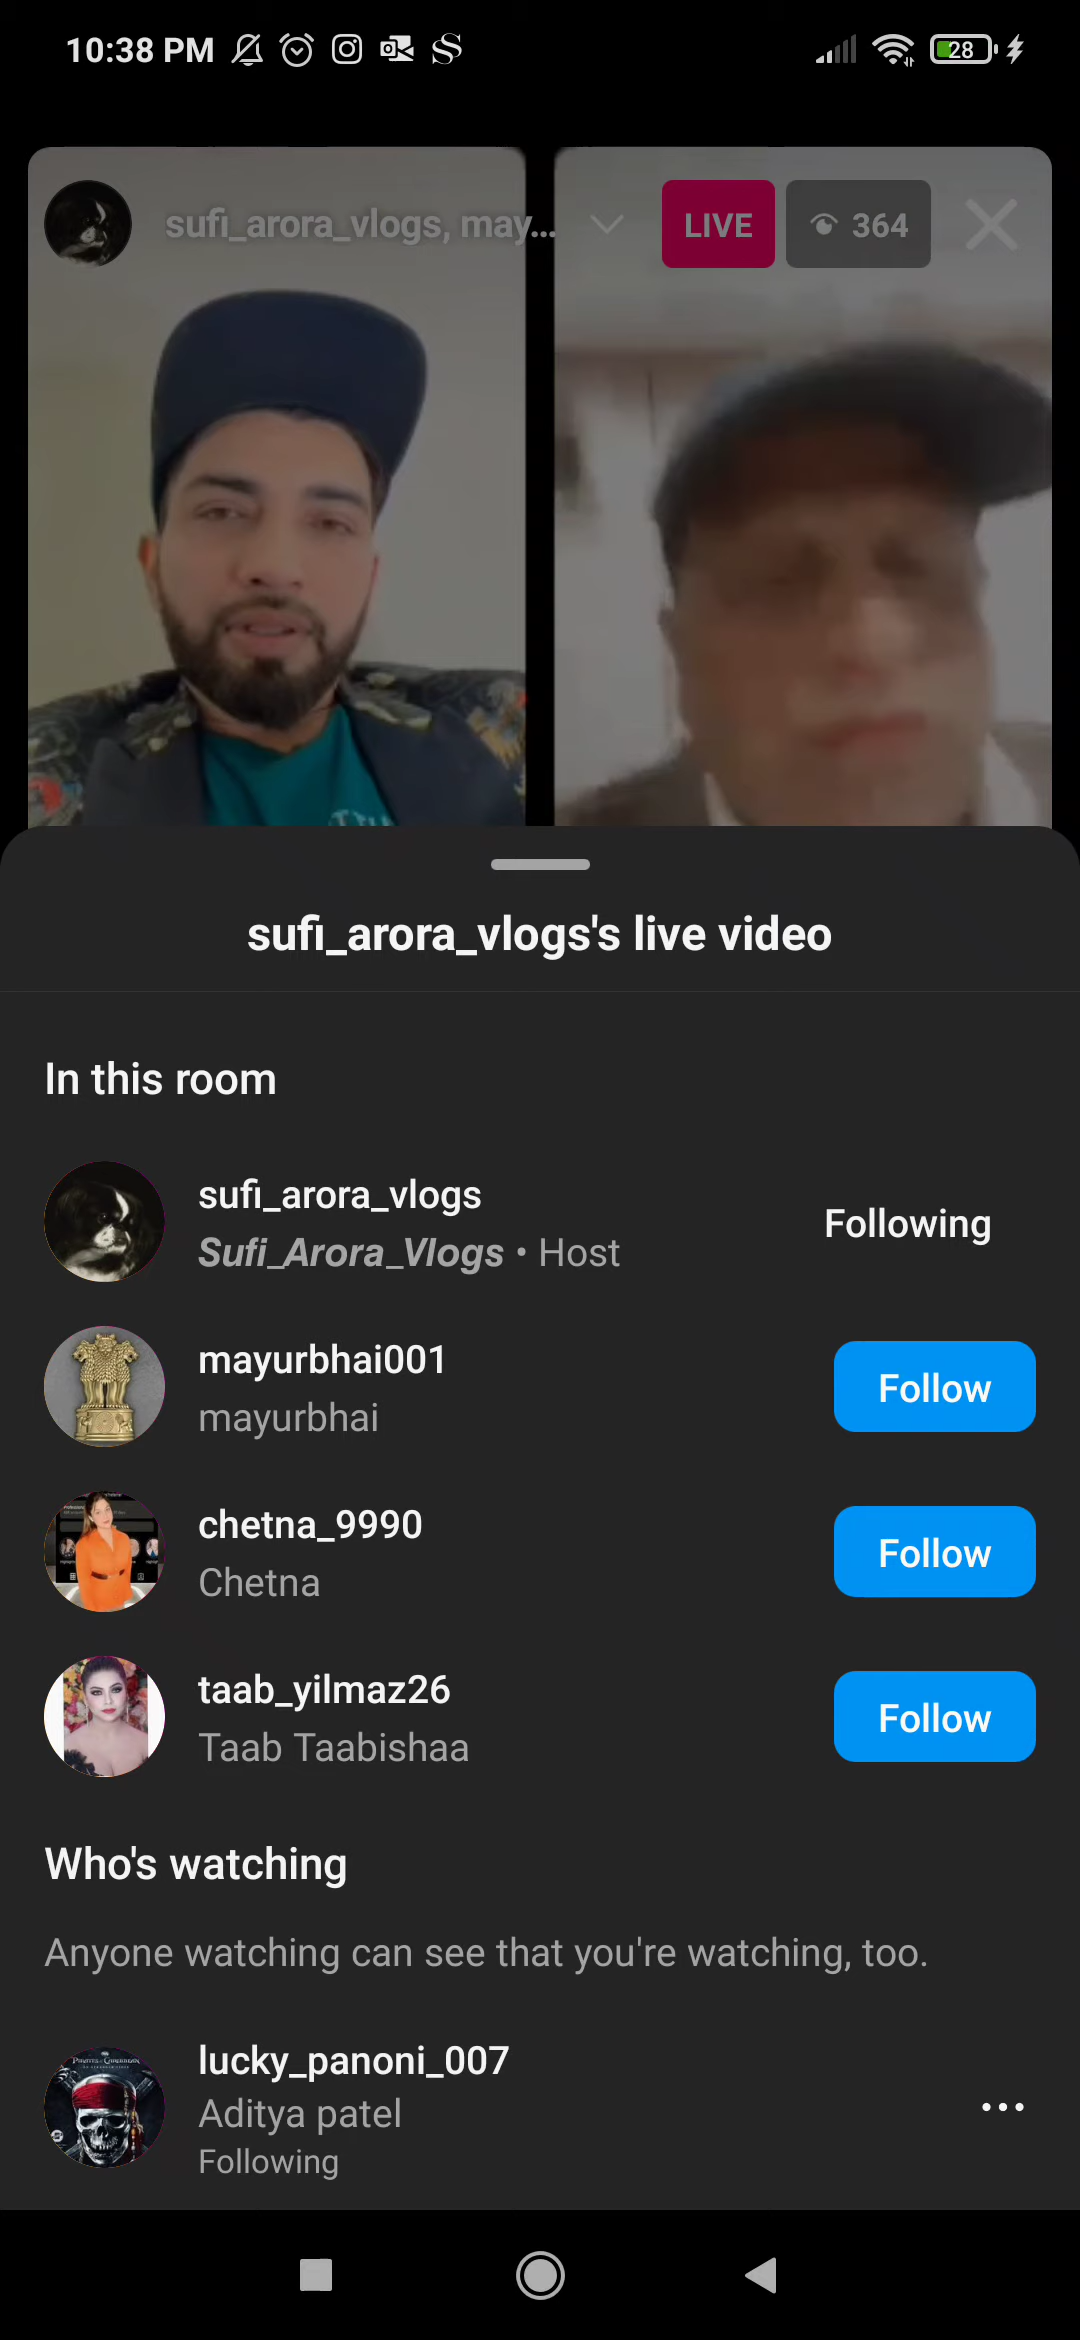 10:38 PM
28
sufi_arora_vlogs, may...
LIVE
364
sufi_arora_vlogs's live video
In this room
sufi_arora_vlogs
Sufi_Arora_Vlogs • Host
Following
mayurbhai001
mayurbhai
Follow
chetna_9990
Chetna
Follow
taab_yilmaz26
Taab Taabishaa
Follow
Who's watching
Anyone watching can see that you're watching, too.
lucky_panoni_007
Aditya patel
Following